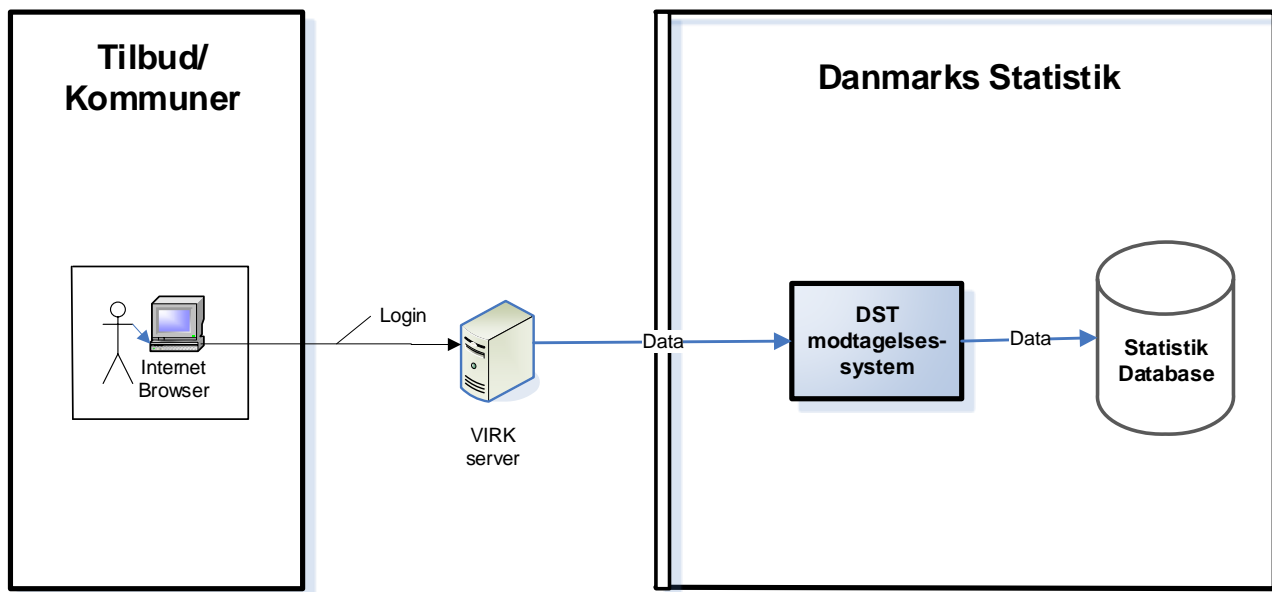 Tilbud/
Kommuner
Danmarks Statistik
Internet
Browser
Login
VIRK
server
Data
DST
modtagelses-
system
Data
Statistik
Database